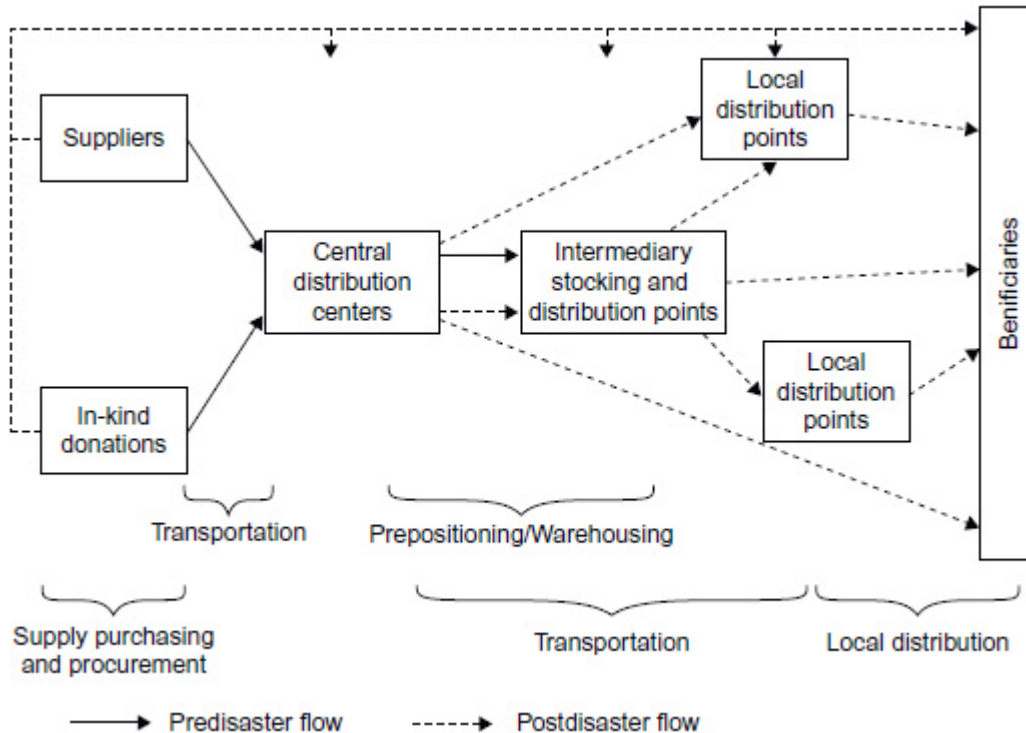 Suppliers
Local
distribution
points
Central
distribution
centers
Intermediary
stocking and
distribution points
Local
distribution
points
In-kind
donations
Benificiaries
Transportation
Prepositioning/Warehousing
Supply purchasing
and procurement
Transportation
Local distribution
Predisaster flow
Postdisaster flow